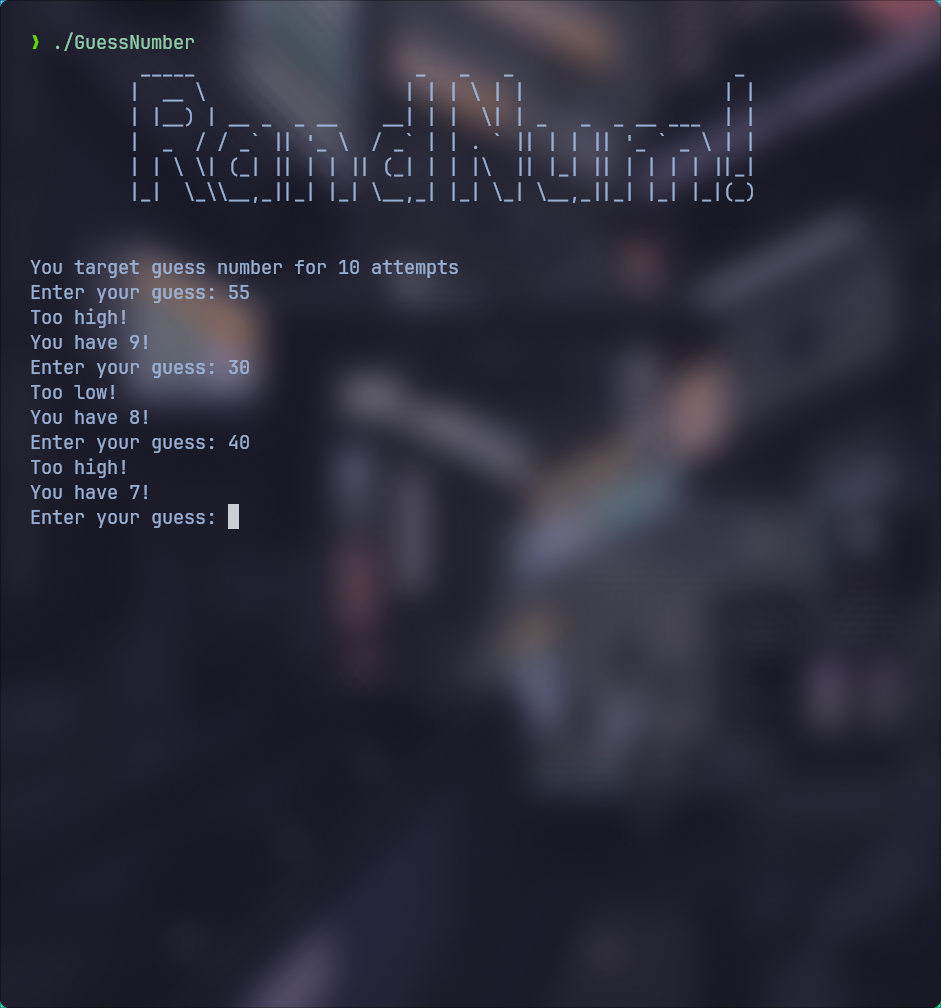 ❯ ./GuessNumber
RandNum!
You target guess number for 10 attempts
Enter your guess: 55
Too high!
You have 9!
Enter your guess: 30
Too low!
You have 8!
Enter your guess: 40
Too high!
You have 7!
Enter your guess: